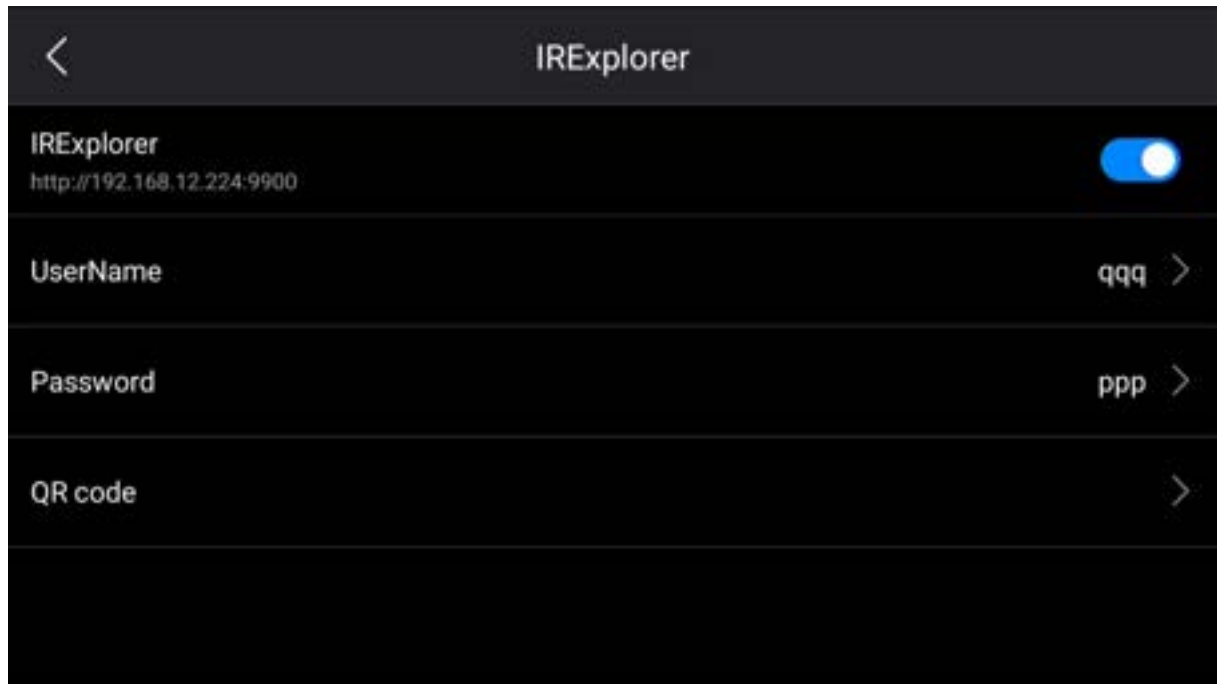 IRExplorer
IRExplorer
http://192.168.12.224:9900
UserName qqq
Password ppp
QR code